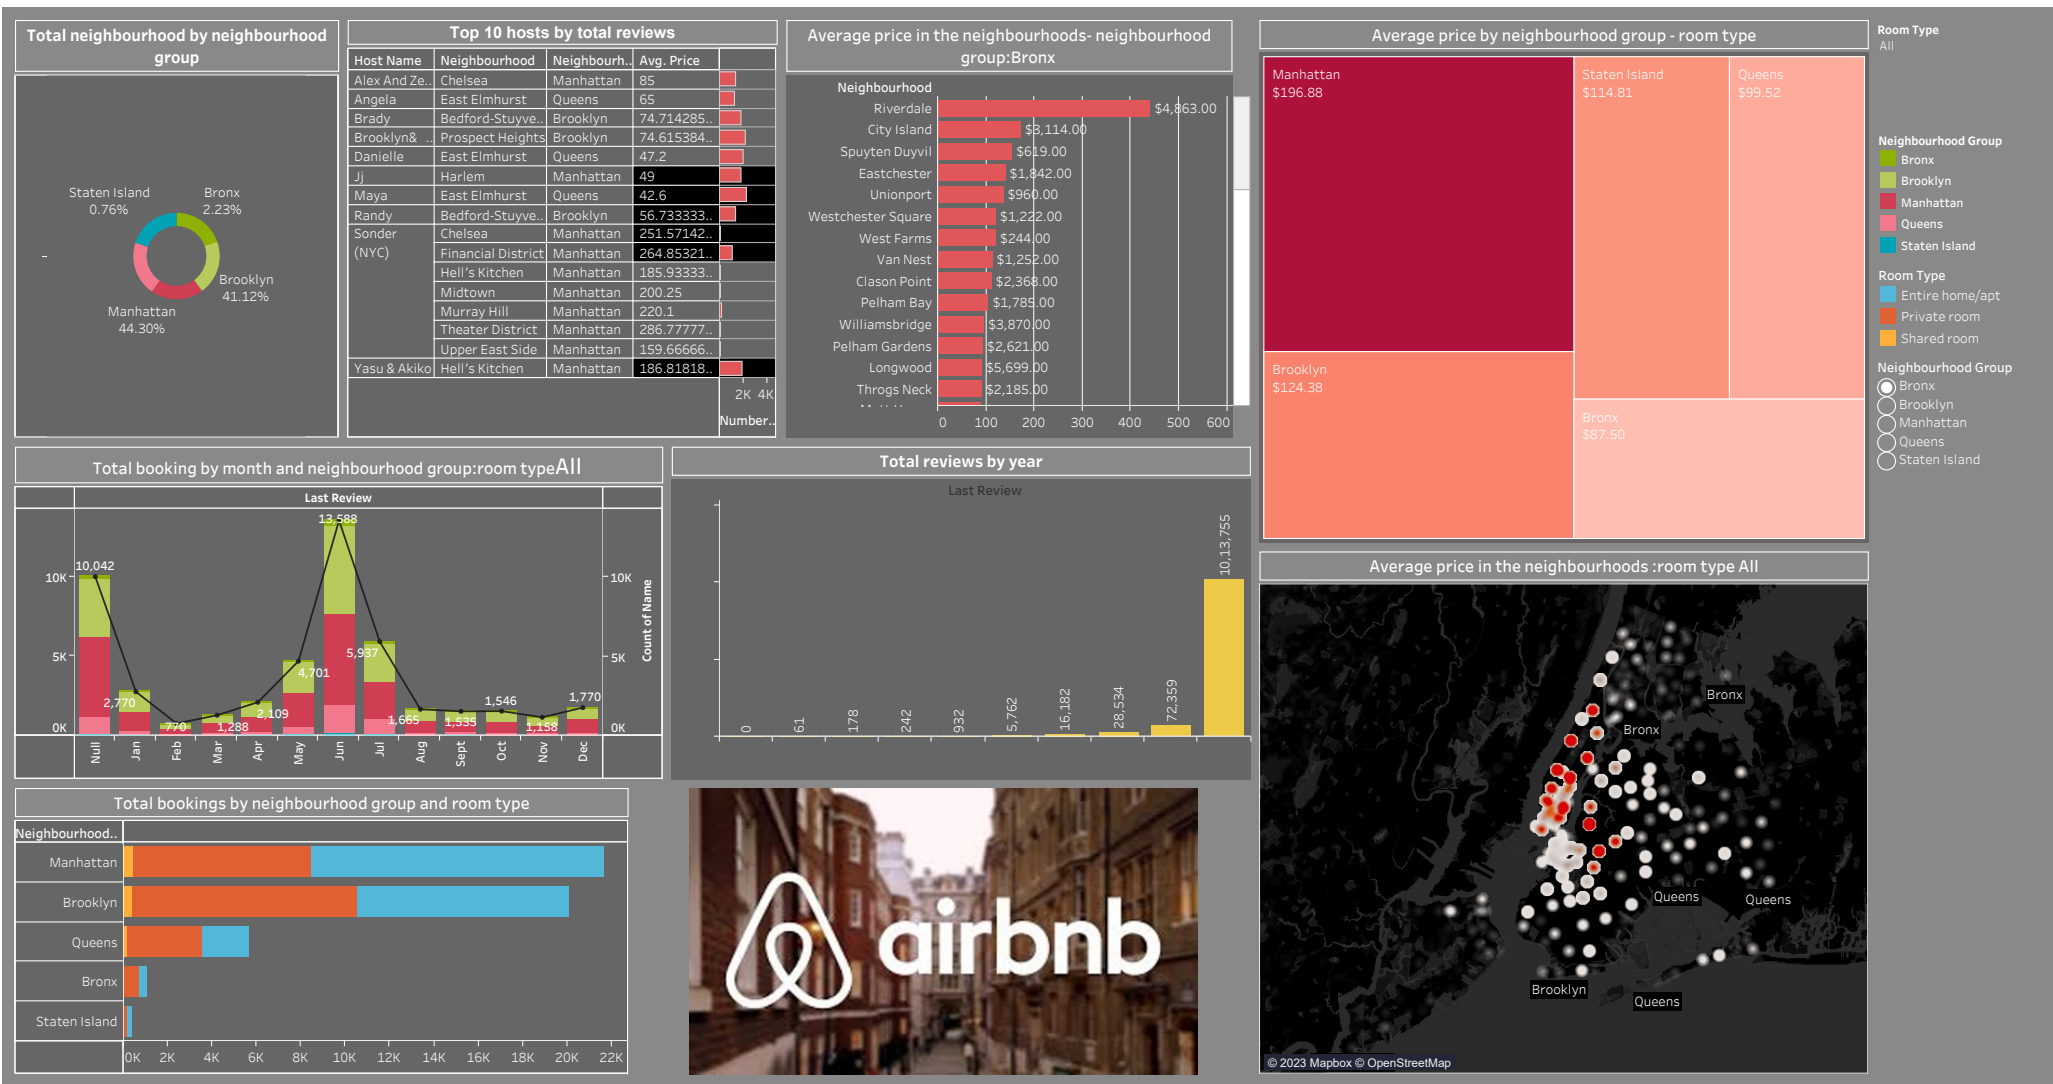 Total neighbourhood by neighbourhood
group
Staten Island
0.76%
Bronx
2.23%
Brooklyn
41.12%
Manhattan
44.30%
Top 10 hosts by total reviews
Host Name Neighbourhood Neighbourh.. Avg. Price
Alex And Ze.. Chelsea Manhattan 85
Angela East Elmhurst Queens 65
Brady Bedford-Stuyve.. Brooklyn 74.714285..
Brooklyn& .. Prospect Heights Brooklyn 74.615384..
Danielle East Elmhurst Queens 47.2
Jj Harlem Manhattan 49
Maya East Elmhurst Queens 42.6
Randy Bedford-Stuyve.. Brooklyn 56.733333..
Sonder Chelsea Manhattan 251.57142..
(NYC) Financial District Manhattan 264.85321..
Hell's Kitchen Manhattan 185.93333..
Midtown Manhattan 200.25
Murray Hill Manhattan 220.1
Theater District Manhattan 286.77777..
Upper East Side Manhattan 159.66666..
Yasu & Akiko Hell's Kitchen Manhattan 186.81818..
2K 4K
Number..
Average price in the neighbourhoods- neighbourhood
group:Bronx
Neighbourhood
Riverdale $4,863.00
City Island $3,114.00
Spuyten Duyvil $619.00
Eastchester $1,842.00
Unionport $960.00
Westchester Square $1,222.00
West Farms $244.00
Van Nest $1,252.00
Clason Point $2,368.00
Pelham Bay $1,785.00
Williamsbridge $3,870.00
Pelham Gardens $2,621.00
Longwood $5,699.00
Throgs Neck $2,185.00
0 100 200 300 400 500 600
Average price by neighbourhood group - room type
Manhattan
$196.88
Staten Island
$114.81
Queens
$99.52
Brooklyn
$124.38
Bronx
$87.50
Room Type
All
Neighbourhood Group
Bronx
Brooklyn
Manhattan
Queens
Staten Island
Room Type
Entire home/apt
Private room
Shared room
Neighbourhood Group
Bronx
Brooklyn
Manhattan
Queens
Staten Island
Total booking by month and neighbourhood group:room typeAll
Last Review
10K
5K
0K
10,042
2,770
770
1,288
2,109
4,701
13,588
5,937
1,665
1,535
1,546
1,158
1,770
10K
5K
0K
Count of Name
Null Jan Feb Mar Apr May Jun Jul Aug Sept Oct Nov Dec
Total reviews by year
Last Review
0 61 178 242 932 5,762 16,182 28,534 72,359 10,13,755
Average price in the neighbourhoods :room type All
Bronx
Bronx
Queens
Queens
Brooklyn
Queens
© 2023 Mapbox © OpenStreetMap
Total bookings by neighbourhood group and room type
Neighbourhood..
Manhattan
Brooklyn
Queens
Bronx
Staten Island
0K 2K 4K 6K 8K 10K 12K 14K 16K 18K 20K 22K
airbnb